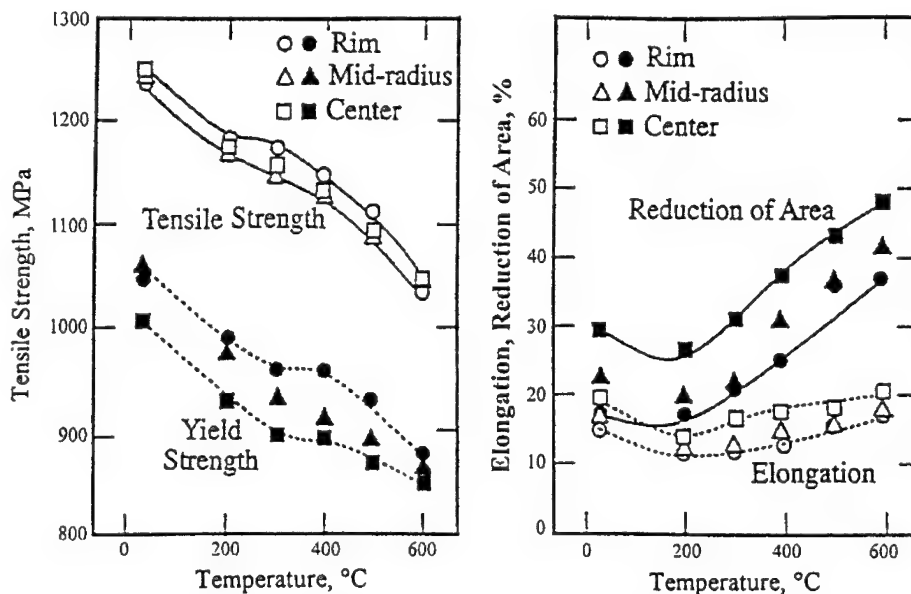 1300
1200
1100
1000
900
800
Tensile Strength, MPa
Rim
Mid-radius
Center
Tensile Strength
Yield
Strength
0 200 400 600
Temperature, °C
60
50
40
30
20
10
0
Elongation, Reduction of Area, %
Rim
Mid-radius
Center
Reduction of Area
Elongation
0 200 400 600
Temperature, °C